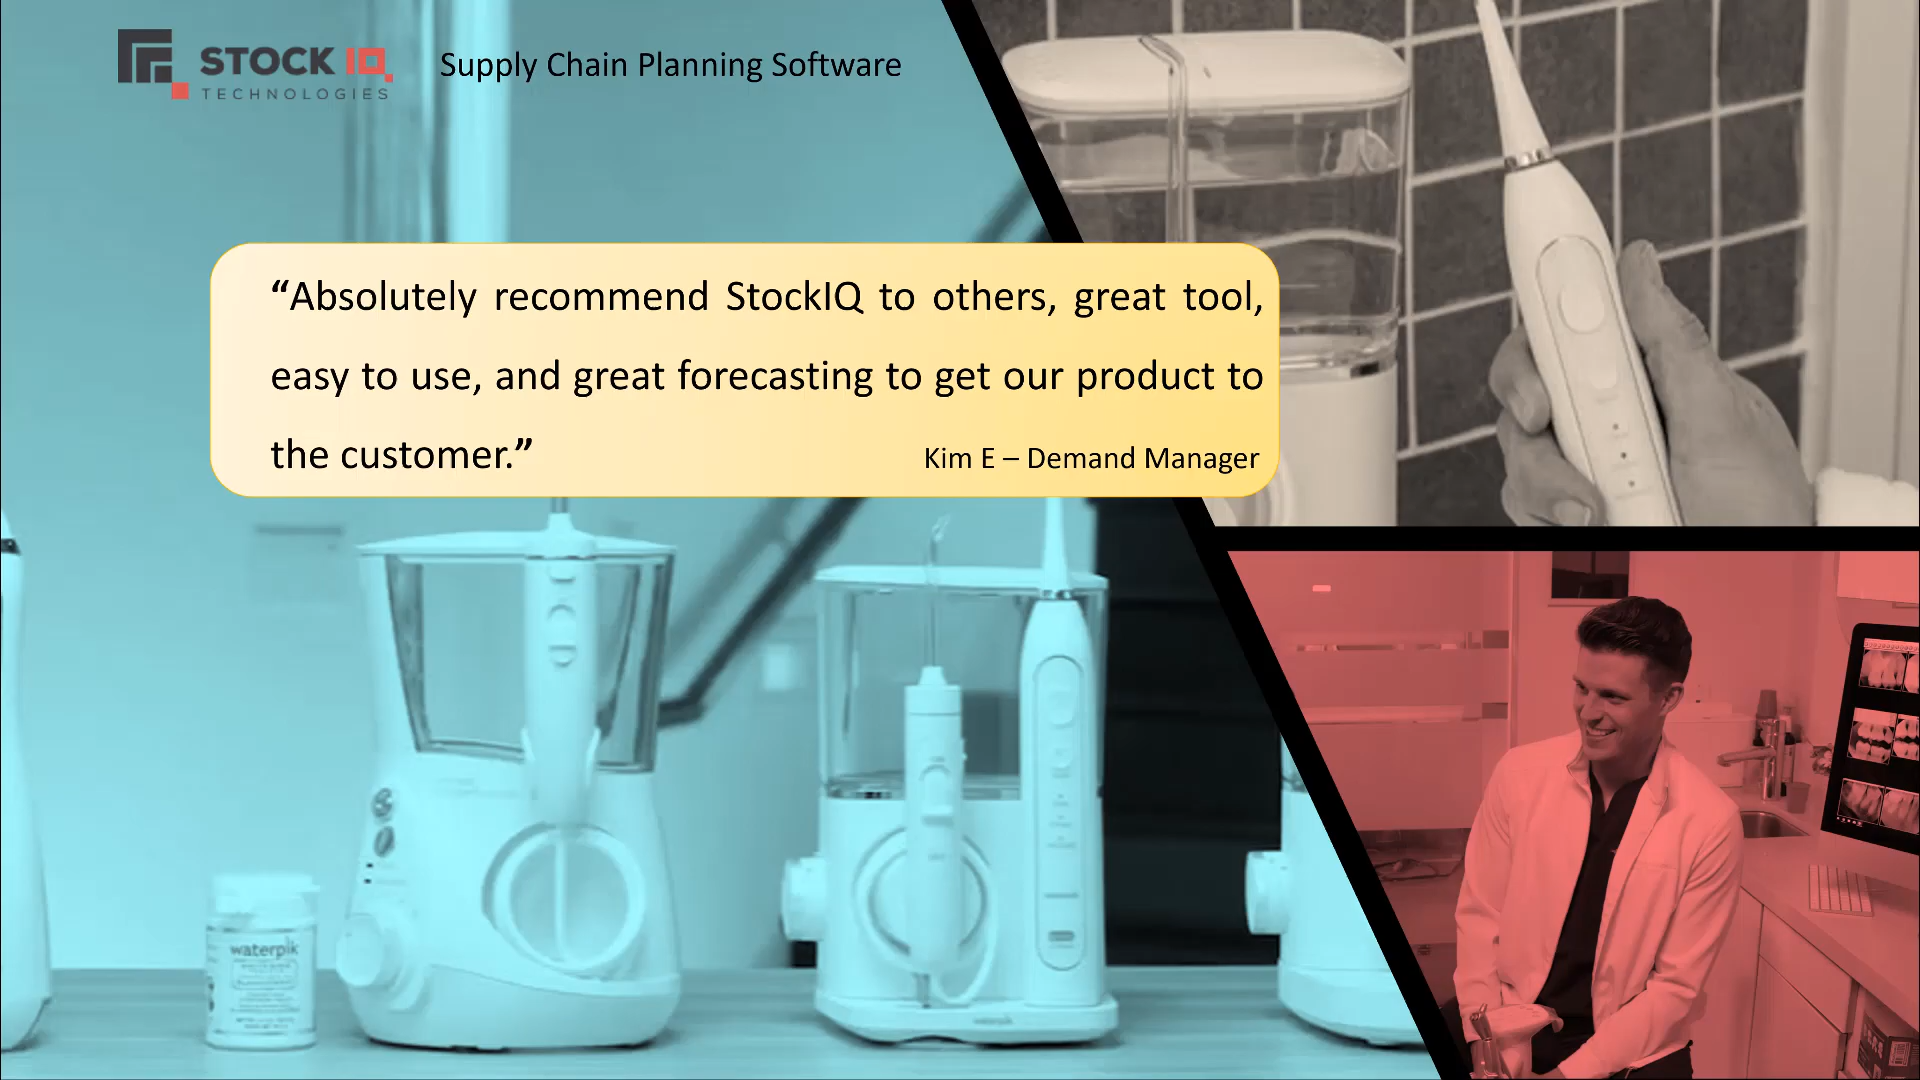 STOCK IQ
TECHNOLOGIES
Supply Chain Planning Software
“Absolutely recommend StockIQ to others, great tool,
easy to use, and great forecasting to get our product to
the customer.”
Kim E – Demand Manager
waterpik